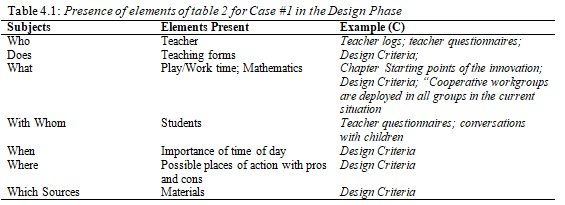 Table 4.1: Presence of elements of table 2 for Case #1 in the Design Phase
Subjects Elements Present Example (C)
Who Teacher Teacher logs; teacher questionnaires;
Does Teaching forms Design Criteria;
What Play/Work time; Mathematics Chapter Starting points of the innovation;
Design Criteria; “Cooperative workgroups
are deployed in all groups in the current
situation
With Whom Students Teacher questionnaires; conversations
with children
When Importance of time of day Design Criteria
Where Possible places of action with pros Design Criteria
and cons
Which Sources Materials Design Criteria